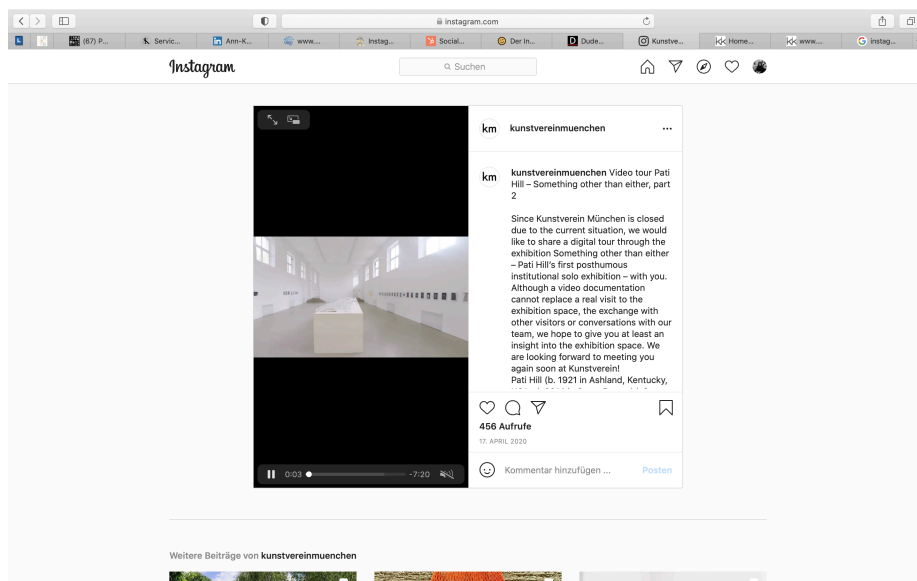 instagram.com
(67) P...
Servic...
Ann-K...
www....
Instag...
Social...
Der In...
Dude...
Kunstve...
Home...
www....
instag...
Instagram
Suchen
km kunstvereinmuenchen
km kunstvereinmuenchen Video tour Pati
Hill – Something other than either, part
2
Since Kunstverein München is closed
due to the current situation, we would
like to share a digital tour through the
exhibition Something other than either
– Pati Hill's first posthumous
institutional solo exhibition – with you.
Although a video documentation
cannot replace a real visit to the
exhibition space, the exchange with
other visitors or conversations with our
team, we hope to give you at least an
insight into the exhibition space. We
are looking forward to meeting you
again soon at Kunstverein!
Pati Hill (b. 1921 in Ashland, Kentucky,
456 Aufrufe
17. APRIL 2020
Kommentar hinzufügen ... Posten
0:03 -7:20
Weitere Beiträge von kunstvereinmuenchen